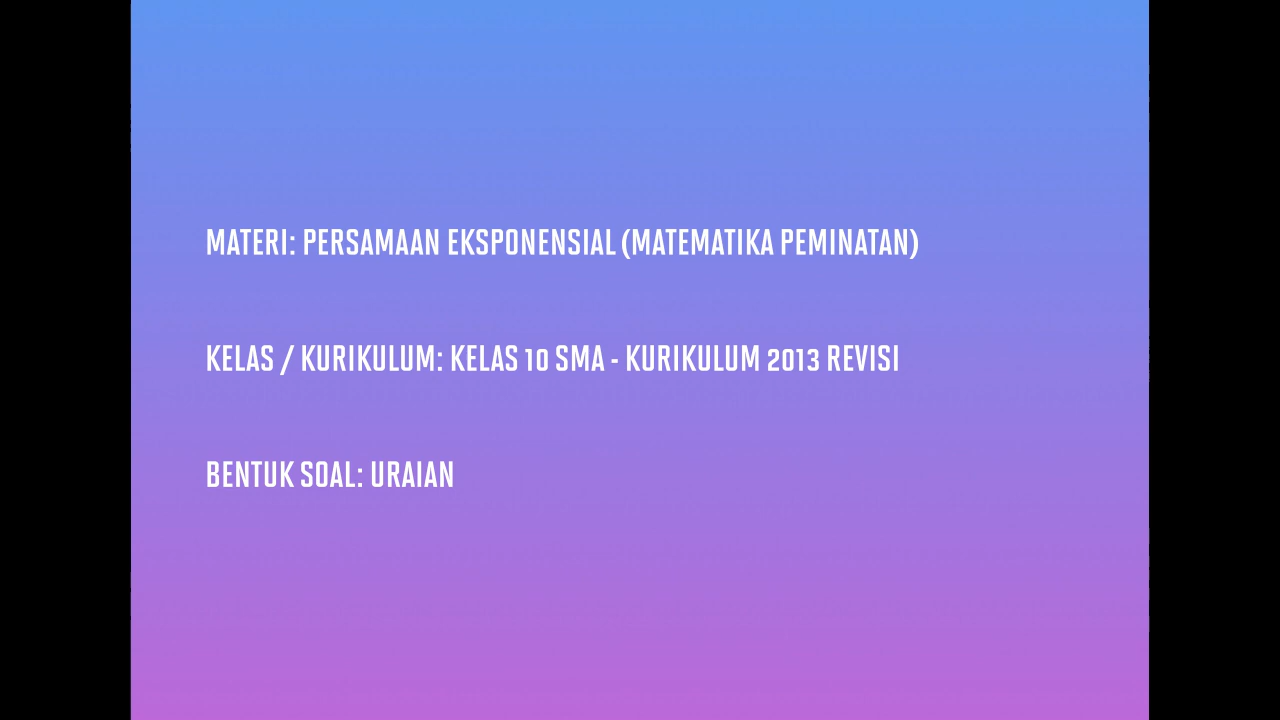 MATERI: PERSAMAAN EKSPONENSIAL (MATEMATIKA PEMINATAN)
KELAS / KURIKULUM: KELAS 10 SMA - KURIKULUM 2013 REVISI
BENTUK SOAL: URAIAN